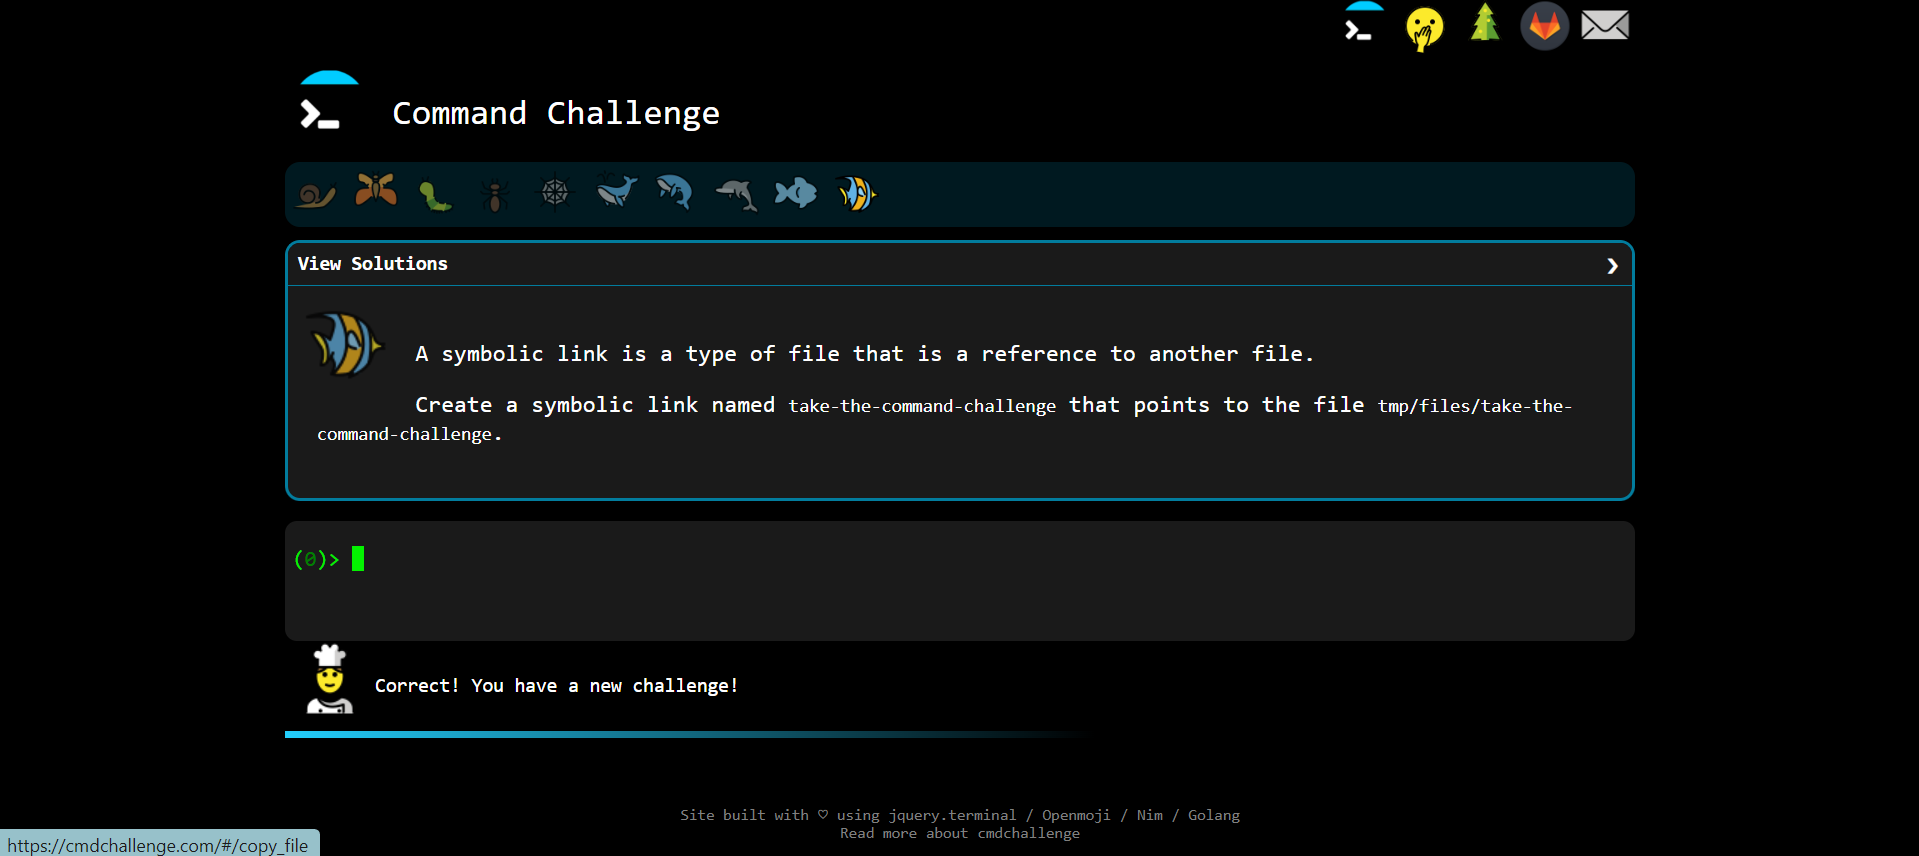 Command Challenge
View Solutions ❯
A symbolic link is a type of file that is a reference to another file.
Create a symbolic link named take-the-command-challenge that points to the file tmp/files/take-the-
command-challenge.
(0)>
Correct! You have a new challenge!
Site built with ♡ using jquery.terminal / Openmoji / Nim / Golang
Read more about cmdchallenge
https://cmdchallenge.com/#/copy_file